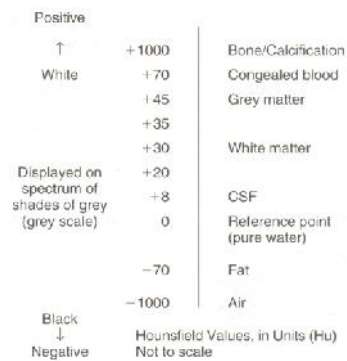 Positive
↑ +1000 Bone/Calcification
White +70 Congealed blood
+45 Grey matter
+35
+30 White matter
Displayed on +20
spectrum of
shades of grey +8 CSF
(grey scale) 0 Reference point
(pure water)
−70 Fat
−1000 Air
Black
↓ Hounsfield Values, in Units (Hu)
Negative Not to scale